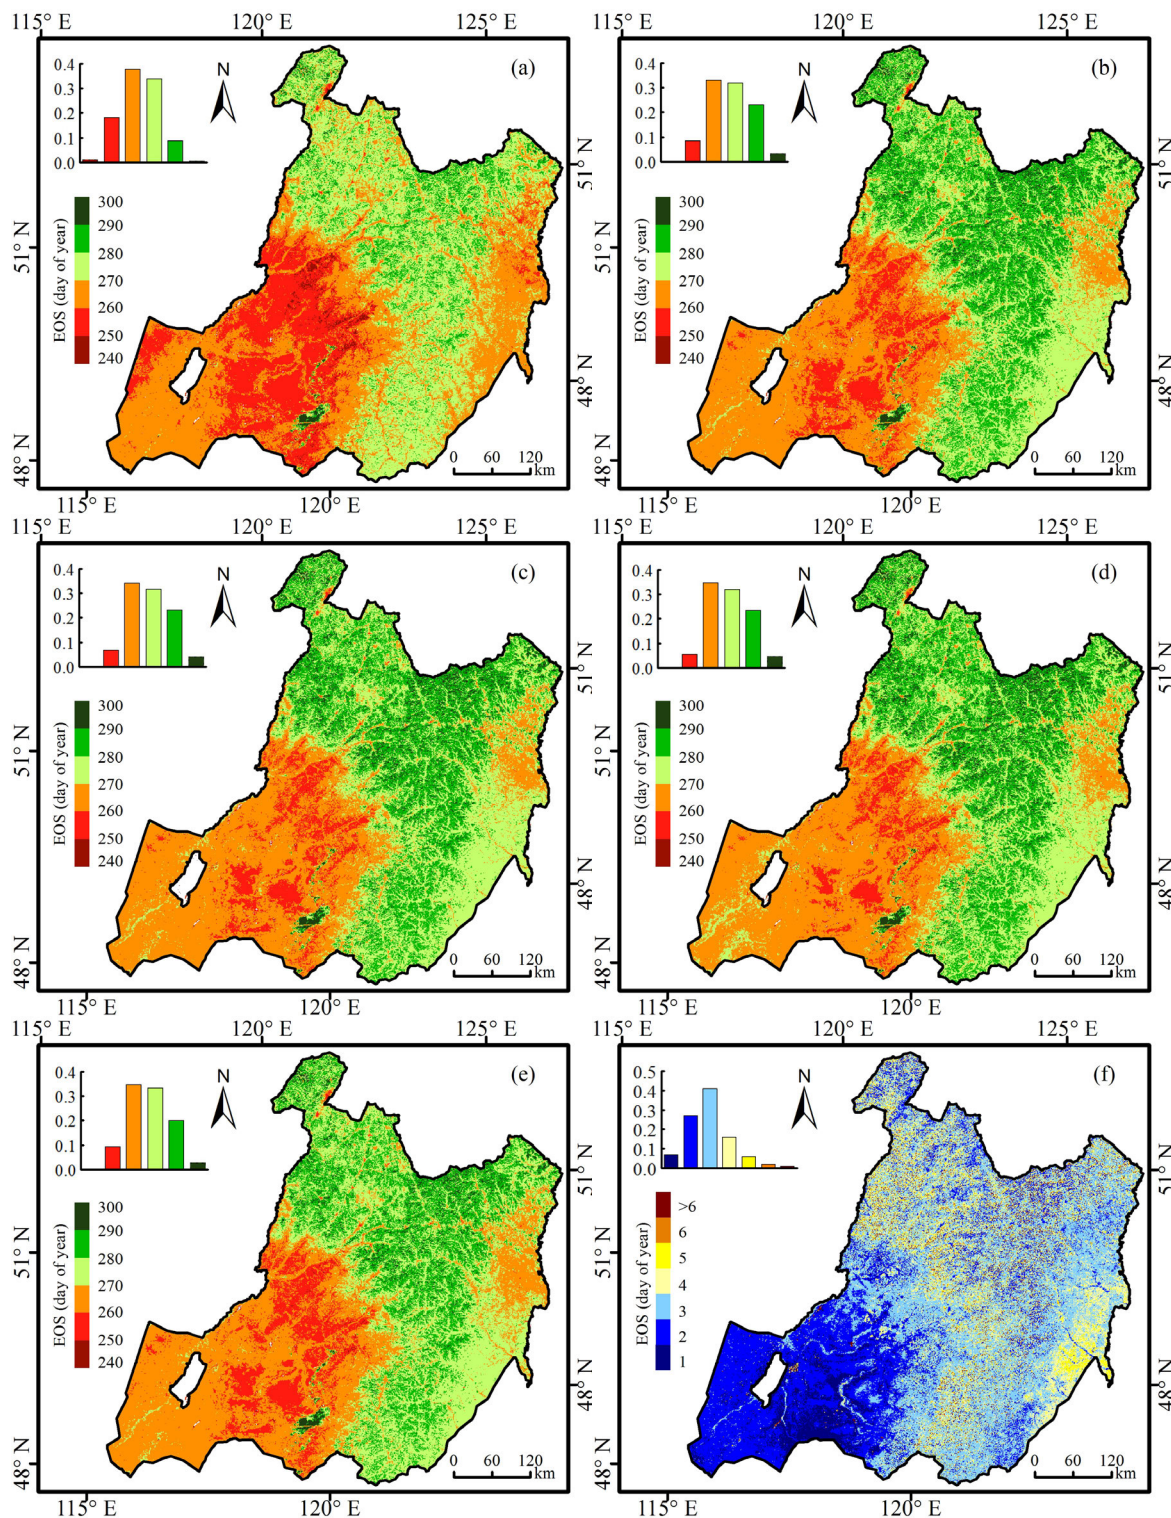 115° E 120° E 125° E 115° E 120° E 125° E
(a)
N
0.4
0.3
0.2
0.1
0.0
EOS (day of year)
300
290
280
270
260
250
240
51° N
48° N
51° N
48° N
0 60 120
km
(b)
N
0.4
0.3
0.2
0.1
0.0
EOS (day of year)
300
290
280
270
260
250
240
51° N
48° N
0 60 120
km
115° E 120° E 115° E 120° E
115° E 120° E 125° E 115° E 120° E 125° E
(c)
N
0.4
0.3
0.2
0.1
0.0
EOS (day of year)
300
290
280
270
260
250
240
51° N
48° N
51° N
48° N
0 60 120
km
(d)
N
0.4
0.3
0.2
0.1
0.0
EOS (day of year)
300
290
280
270
260
250
240
51° N
48° N
0 60 120
km
115° E 120° E 115° E 120° E
115° E 120° E 125° E 115° E 120° E 125° E
(e)
N
0.4
0.3
0.2
0.1
0.0
EOS (day of year)
300
290
280
270
260
250
240
51° N
48° N
51° N
48° N
0 60 120
km
(f)
N
0.5
0.4
0.3
0.2
0.1
0.0
EOS (day of year)
>6
6
5
4
3
2
1
51° N
48° N
0 60 120
km
115° E 120° E 115° E 120° E